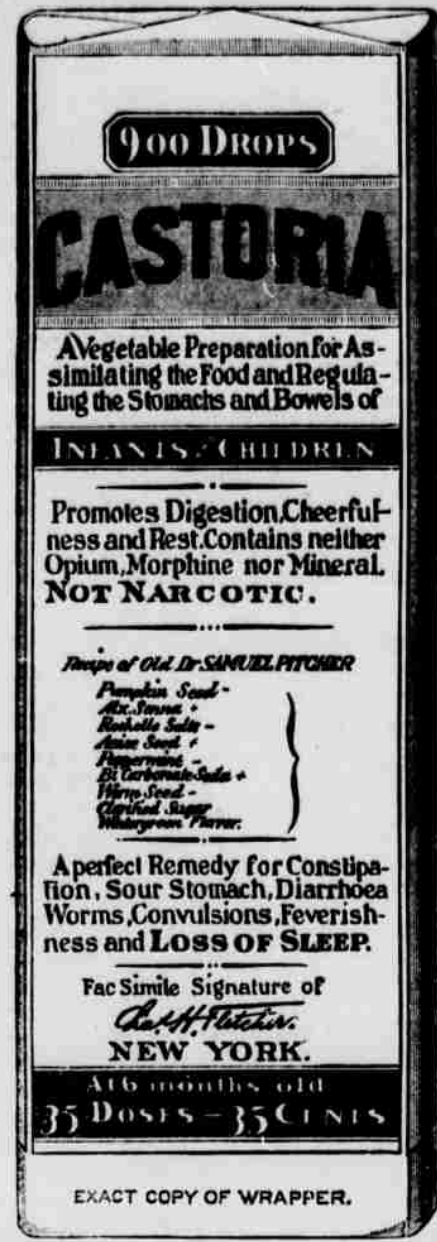 900 DROPS
CASTORIA
AVegetable Preparation for As-
similating the Food and Regula-
ting the Stomachs and Bowels of
INFANTS CHILDREN
Promotes Digestion, Cheerful-
ness and Rest. Contains neither
Opium, Morphine nor Mineral.
NOT NARCOTIC.
Recipe of Old Dr SAMUEL PITCHER
Pumpkin Seed -
Alx. Senna +
Rochelle Salts -
Anise Seed +
Peppermint -
Bi Carbonate Soda +
Worm Seed -
Clarified Sugar
Wintergreen Flavor.
A perfect Remedy for Constipa-
tion, Sour Stomach, Diarrhoea
Worms, Convulsions, Feverish-
ness and LOSS OF SLEEP.
Fac Simile Signature of
Chas. H. Fletcher.
NEW YORK.
At 6 months old
35 DOSES – 35 CENTS
EXACT COPY OF WRAPPER.